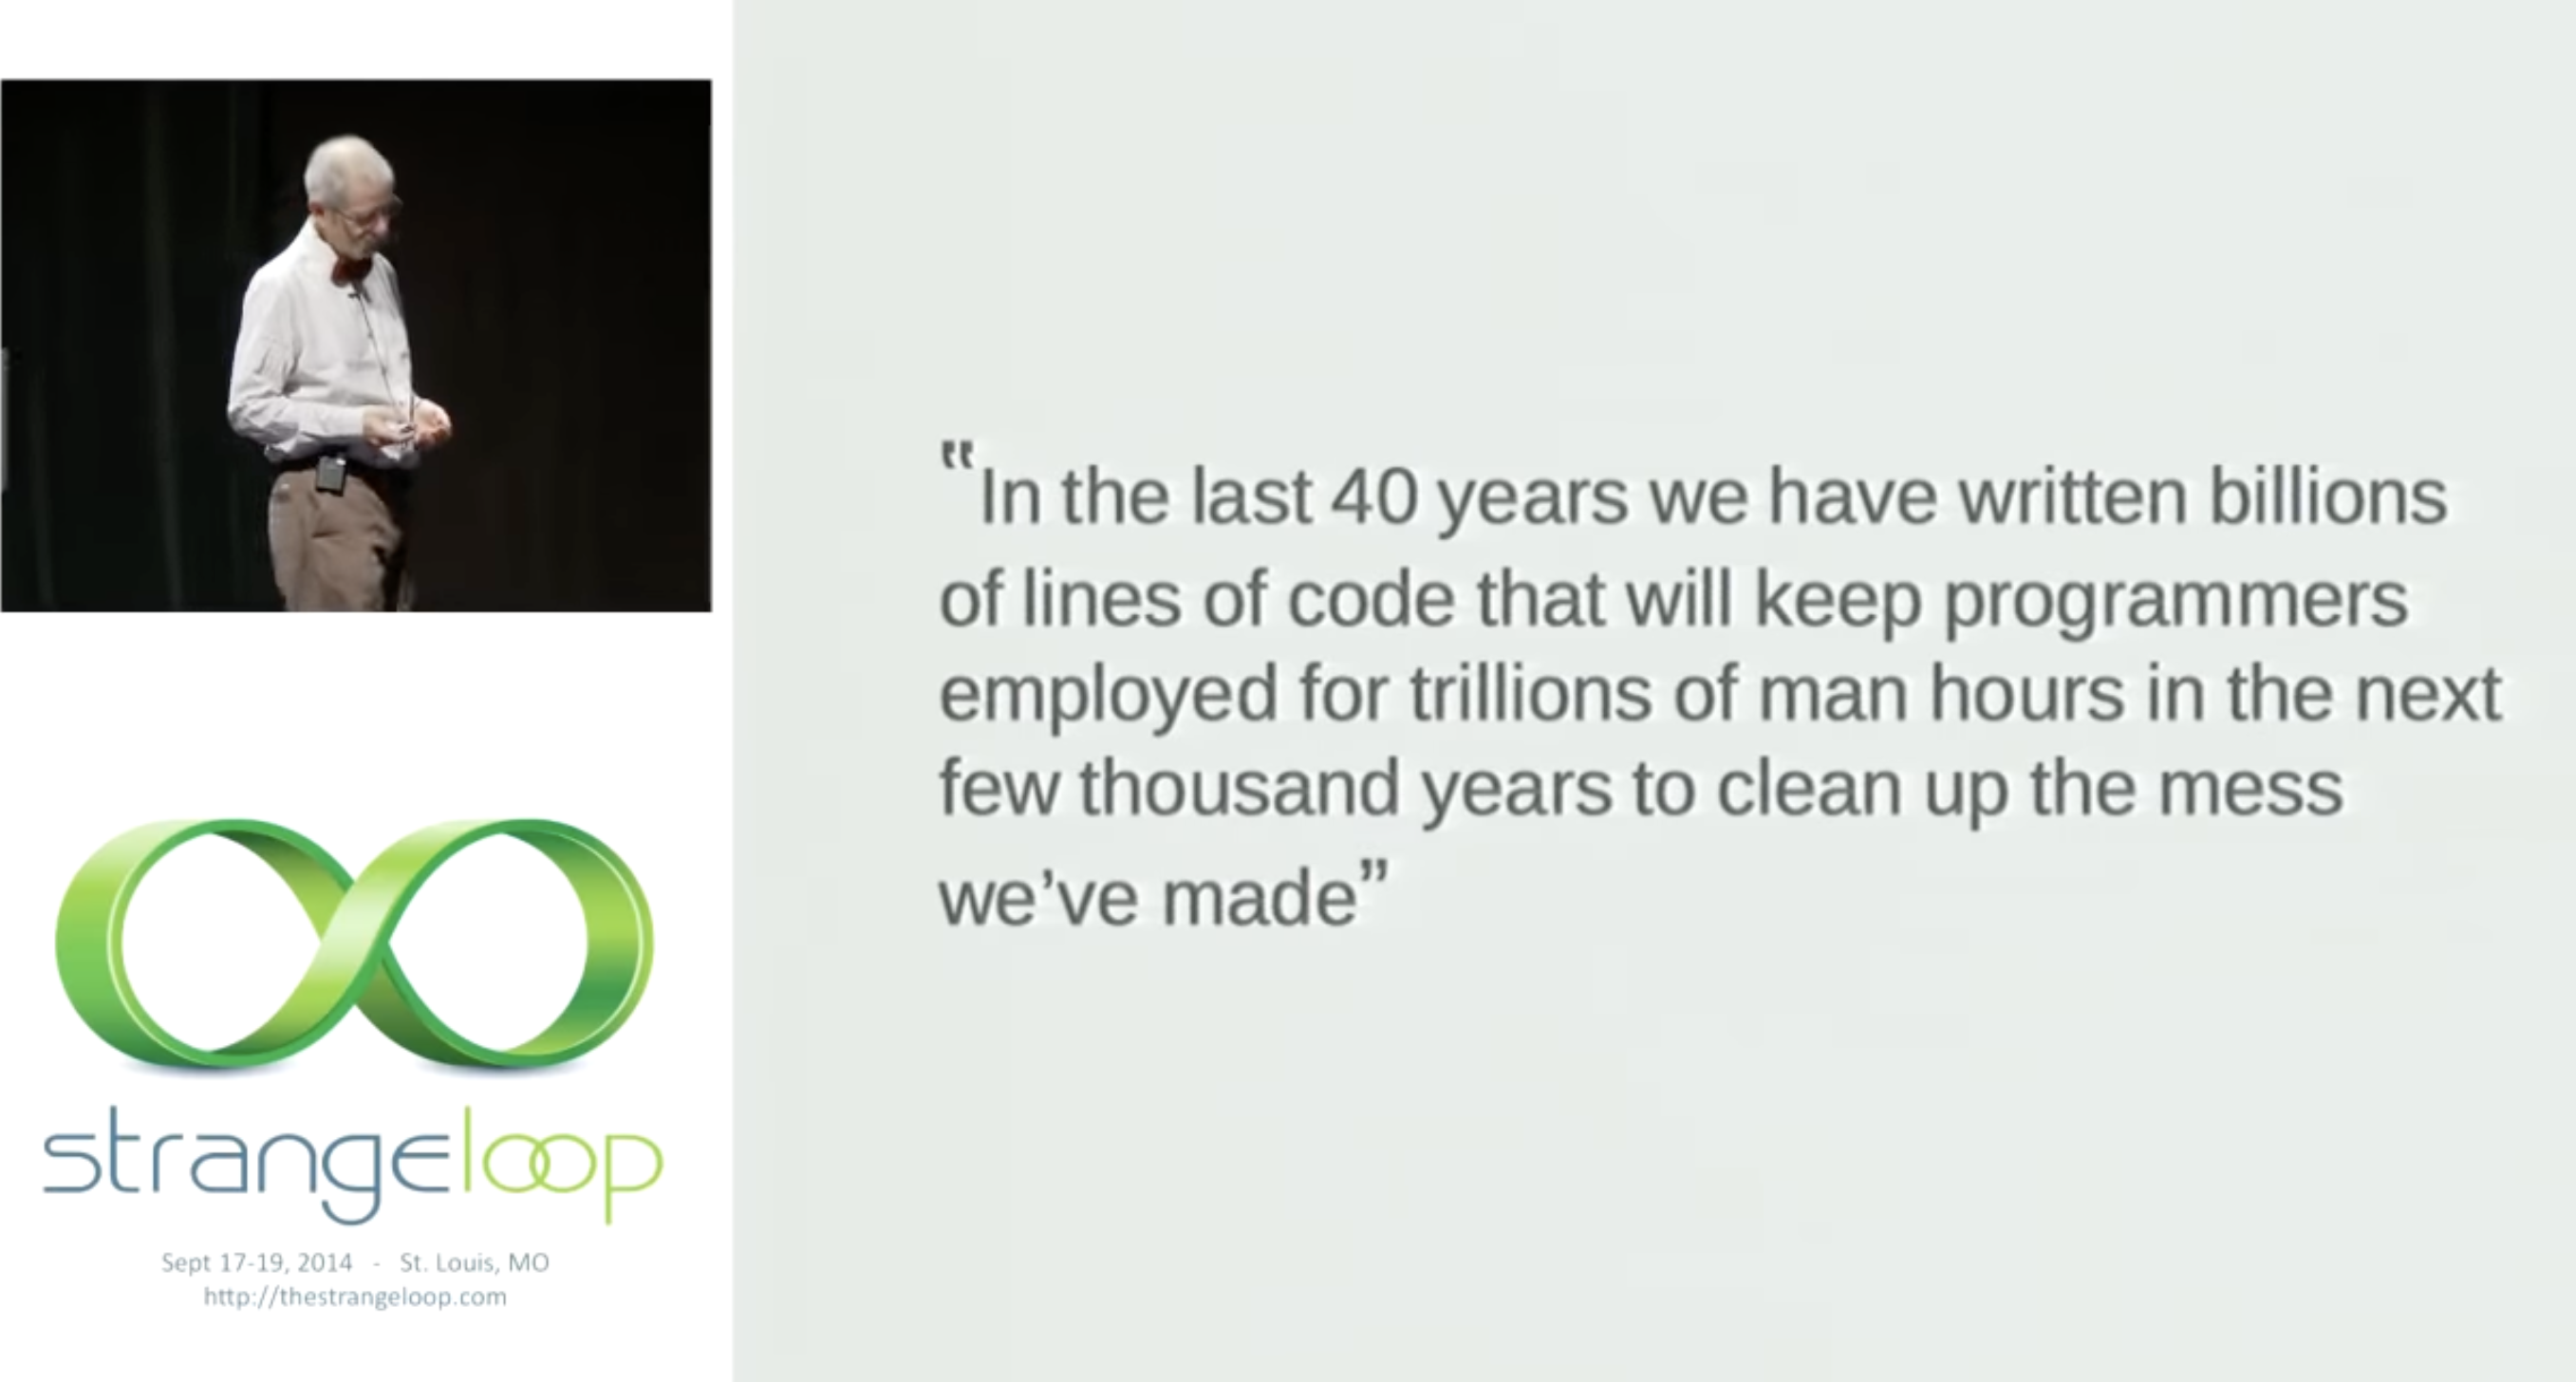 “In the last 40 years we have written billions
of lines of code that will keep programmers
employed for trillions of man hours in the next
few thousand years to clean up the mess
we’ve made”
strangeloop
Sept 17-19, 2014 - St. Louis, MO
http://thestrangeloop.com